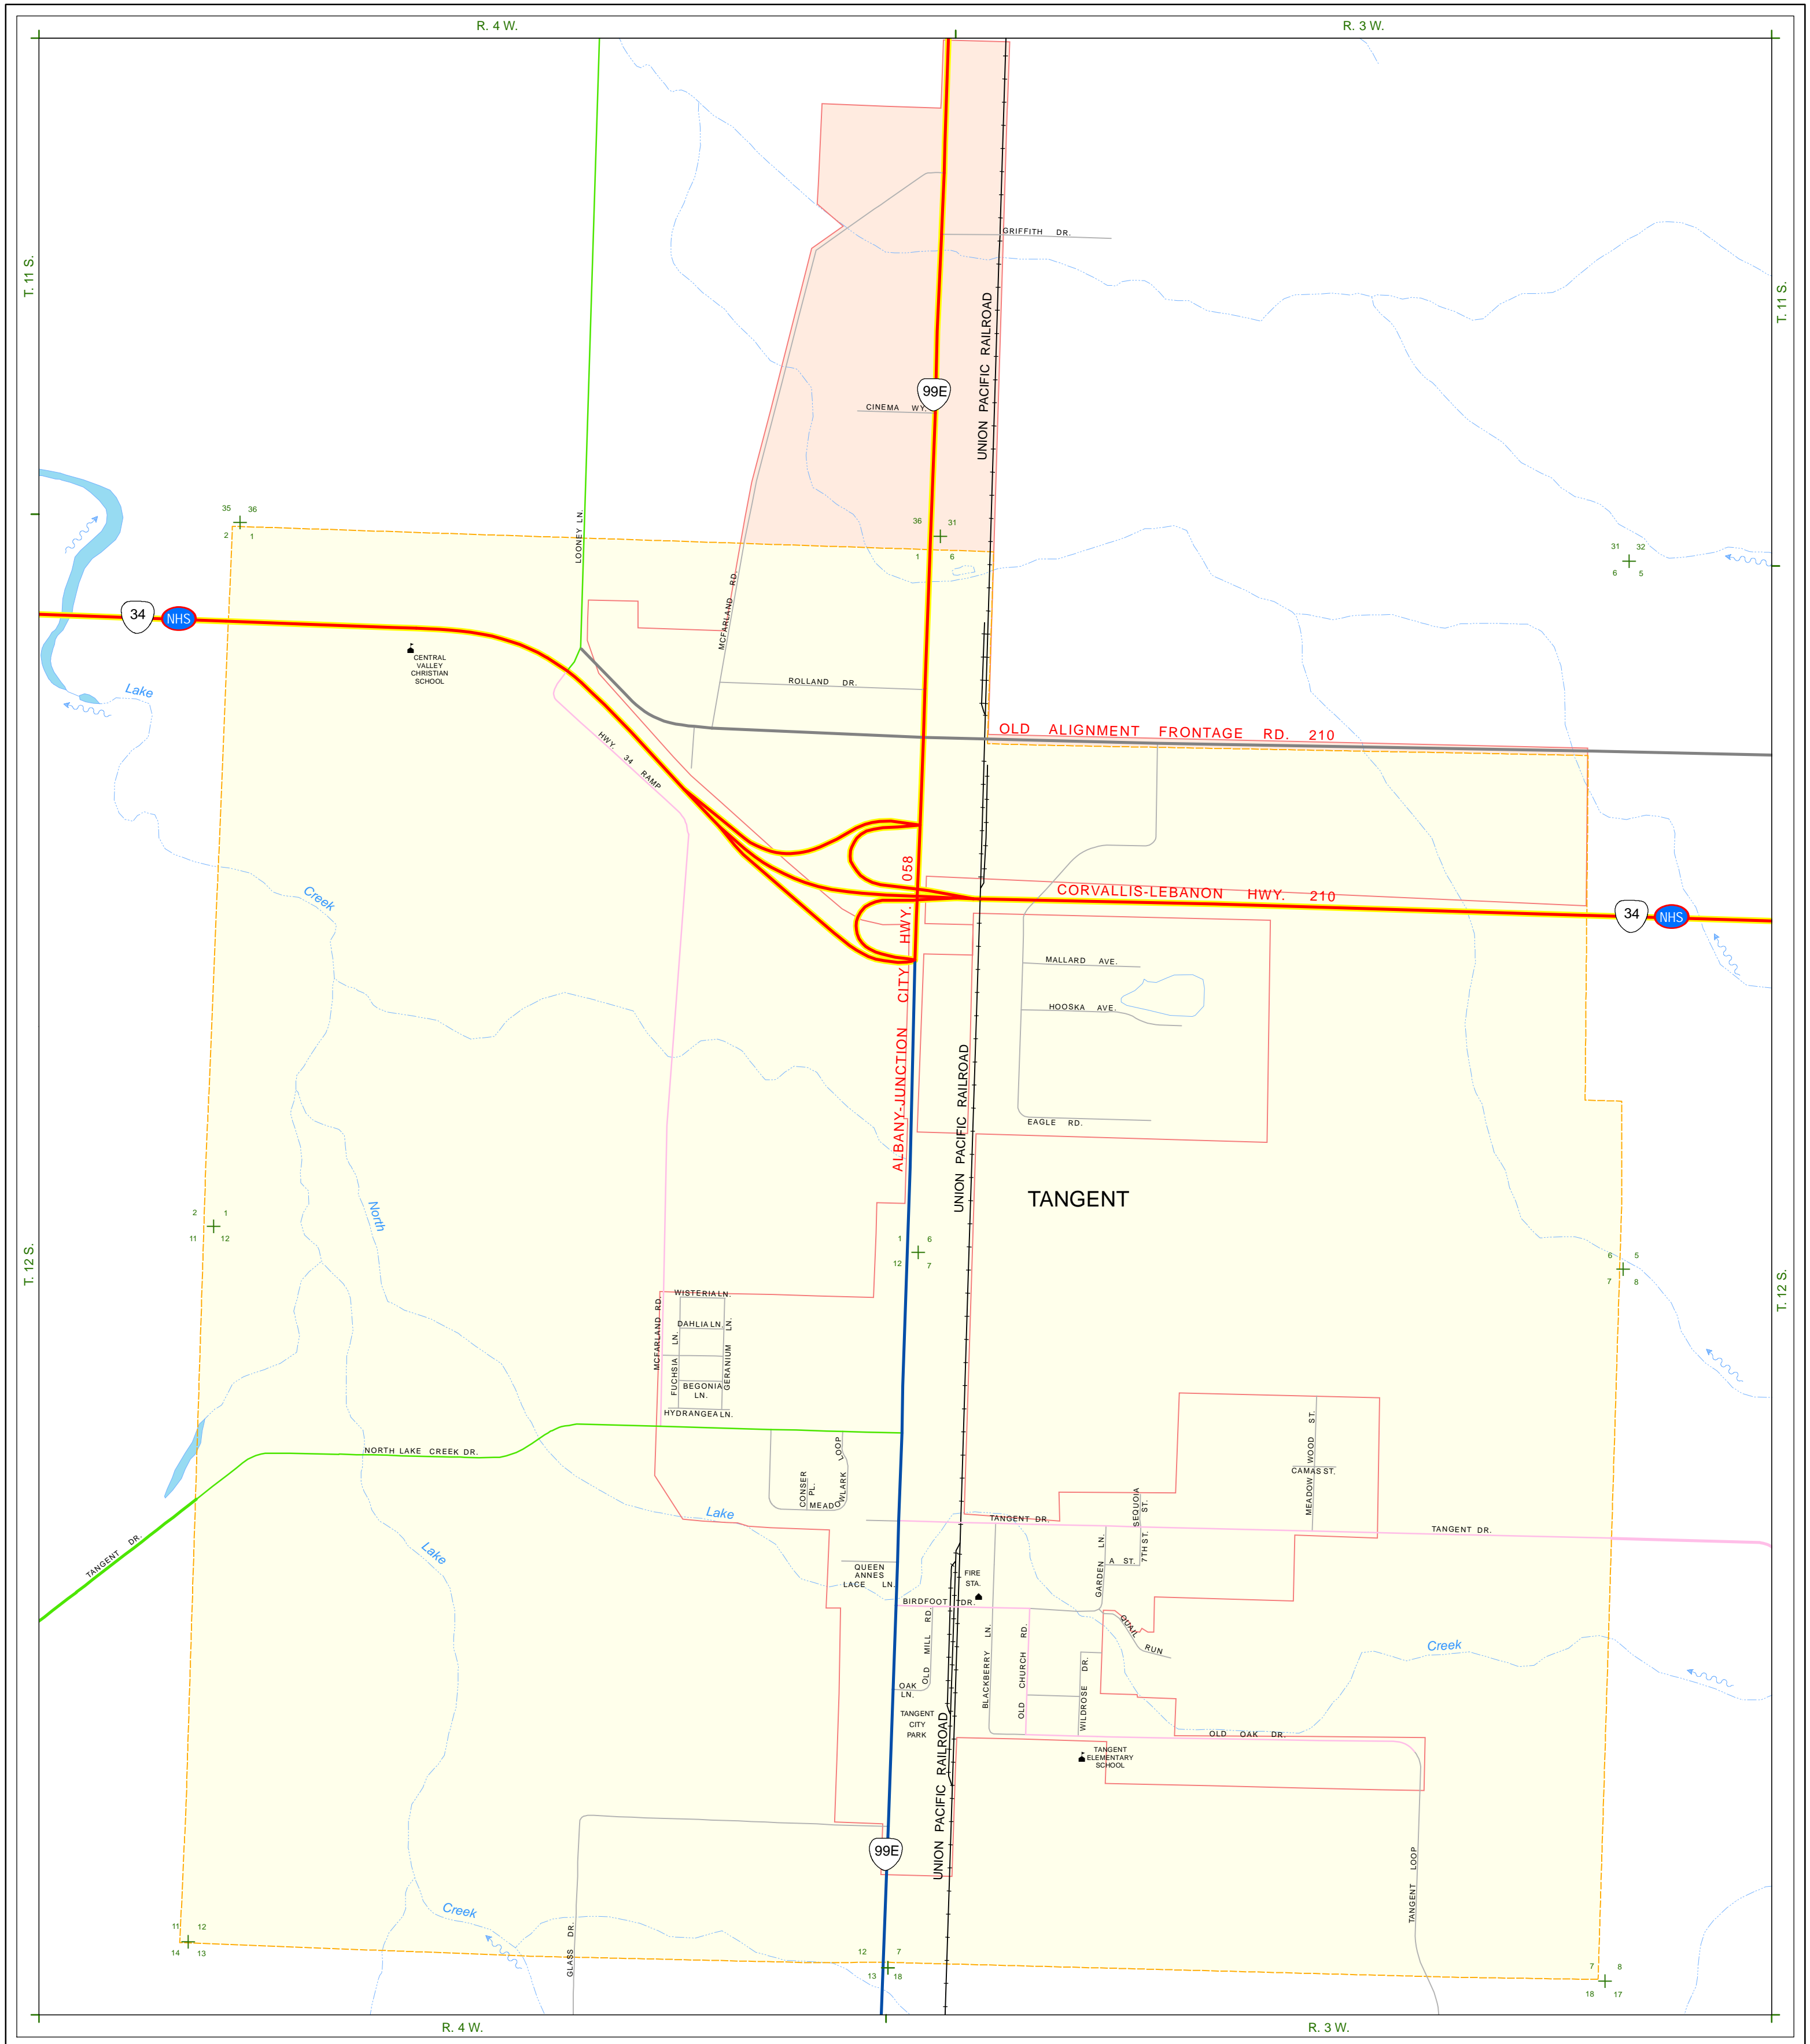 R. 4 W.
R. 3 W.
T. 11 S.
T. 11 S.
GRIFFITH DR.
UNION PACIFIC RAILROAD
99E
CINEMA WY.
LOONEY LN.
35 36
2 1
36 31
1 6
31 32
6 5
MCFARLAND RD.
34
NHS
CENTRAL
VALLEY
CHRISTIAN
SCHOOL
Lake
ROLLAND DR.
HWY. 34 RAMP
OLD ALIGNMENT FRONTAGE RD. 210
CORVALLIS-LEBANON HWY. 210
34
NHS
Creek
ALBANY-JUNCTION CITY HWY. 058
MALLARD AVE.
HOOSKA AVE.
UNION PACIFIC RAILROAD
EAGLE RD.
TANGENT
North
2 1
11 12
1 6
12 7
6 5
7 8
T. 12 S.
T. 12 S.
WISTERIA LN.
MCFARLAND RD.
DAHLIA LN.
FUCHSIA LN.
GERANIUM LN.
BEGONIA
LN.
HYDRANGEA LN.
NORTH LAKE CREEK DR.
CONSER
PL.
MEADOWLARK LOOP
MEADOW WOOD ST.
CAMAS ST.
Lake
Lake
TANGENT DR.
TANGENT DR.
TANGENT DR.
SEQUOIA
7TH ST. ST.
GARDEN LN.
A ST.
QUEEN
ANNES
LACE LN.
FIRE
STA.
BIRDFOOT DR.
OLD MILL RD.
BLACKBERRY LN.
OLD CHURCH RD.
WILDROSE DR.
QUAIL RUN
Creek
OAK
LN.
TANGENT
CITY
PARK
OLD OAK DR.
TANGENT
ELEMENTARY
SCHOOL
UNION PACIFIC RAILROAD
99E
TANGENT LOOP
Creek
GLASS DR.
11 12
14 13
12 7
13 18
7 8
18 17
R. 4 W.
R. 3 W.